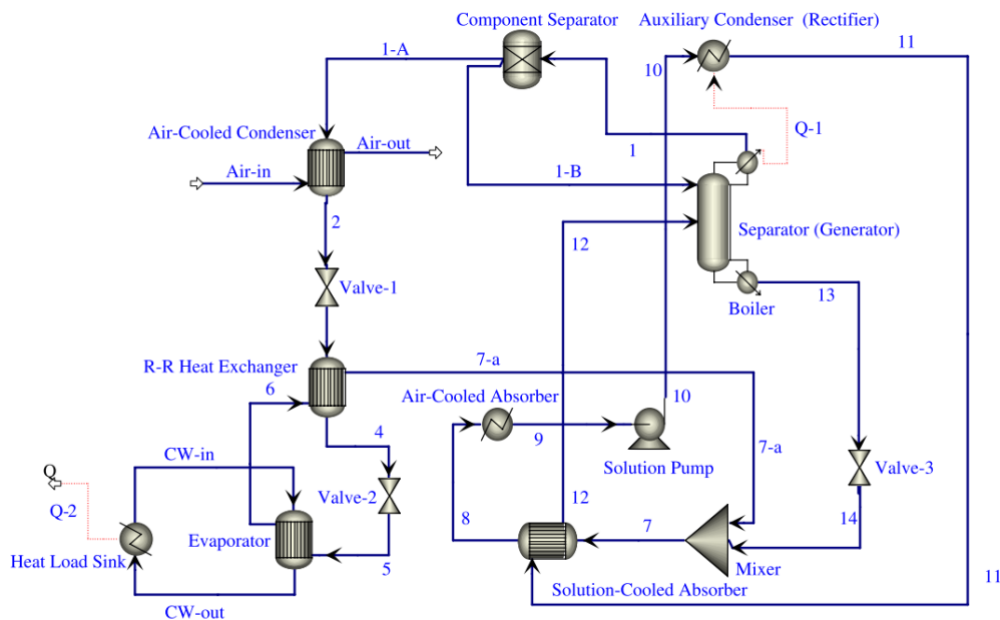 Component Separator
Auxiliary Condenser (Rectifier)
1-A
10
11
Air-Cooled Condenser
Air-out
Q-1
1
Air-in
1-B
2
12
Separator (Generator)
Valve-1
13
Boiler
R-R Heat Exchanger
7-a
6
Air-Cooled Absorber
10
4
9
7-a
CW-in
Solution Pump
Valve-3
Q
Valve-2
12
Q-2
8
7
14
Evaporator
Heat Load Sink
5
Mixer
Solution-Cooled Absorber
11
CW-out